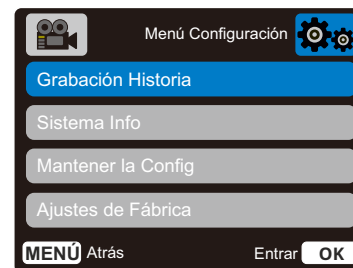 Menú Configuración
Grabación Historia
Sistema Info
Mantener la Config
Ajustes de Fábrica
MENÚ Atrás Entrar OK